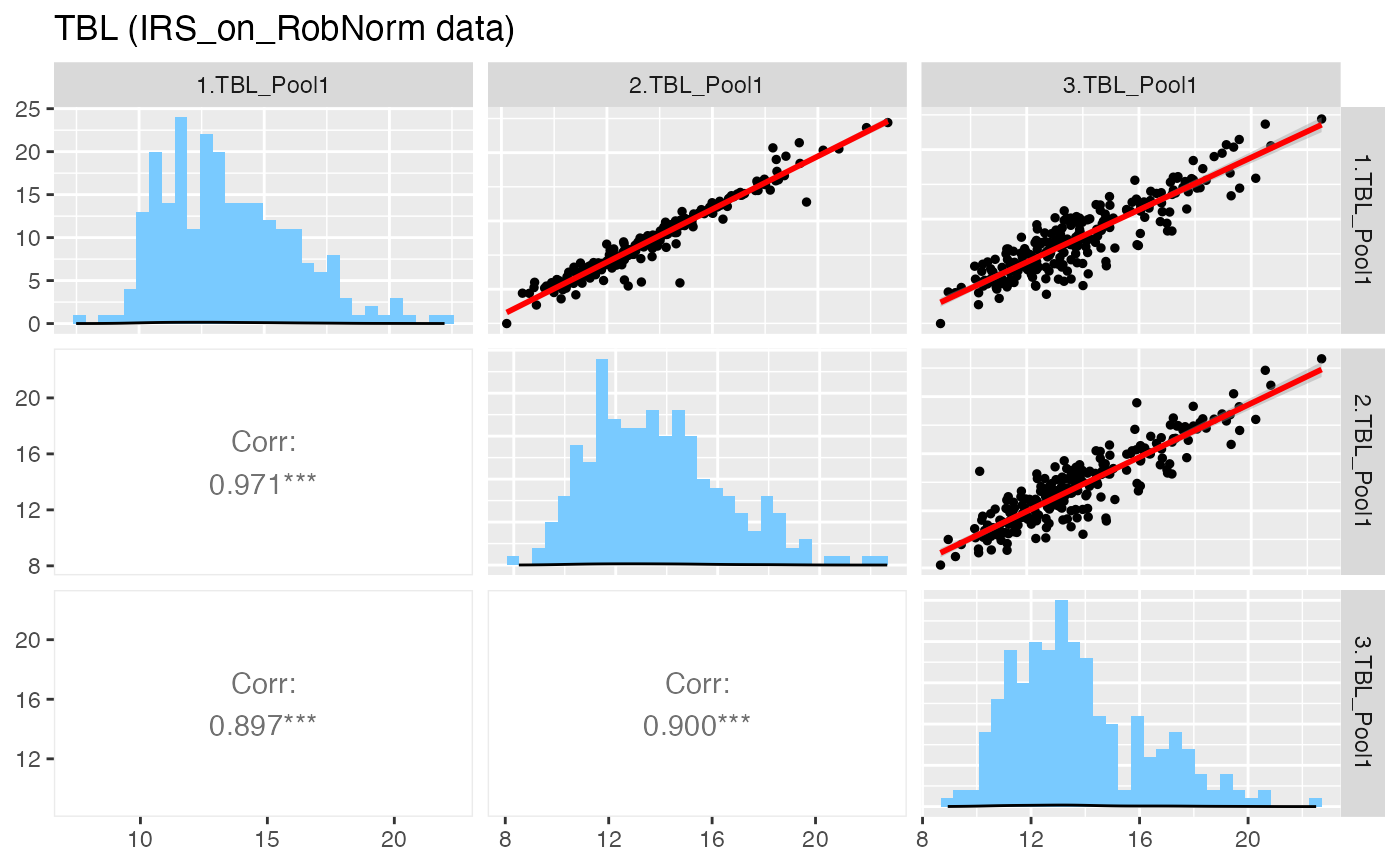 TBL (IRS_on_RobNorm data)
1.TBL_Pool1 2.TBL_Pool1 3.TBL_Pool1
25
20
15
10
5
0
1.TBL_Pool1
20
16
12
8
Corr:
0.971***
2.TBL_Pool1
20
16
12
Corr:
0.897***
Corr:
0.900***
3.TBL_Pool1
10 15 20 8 12 16 20 8 12 16 20